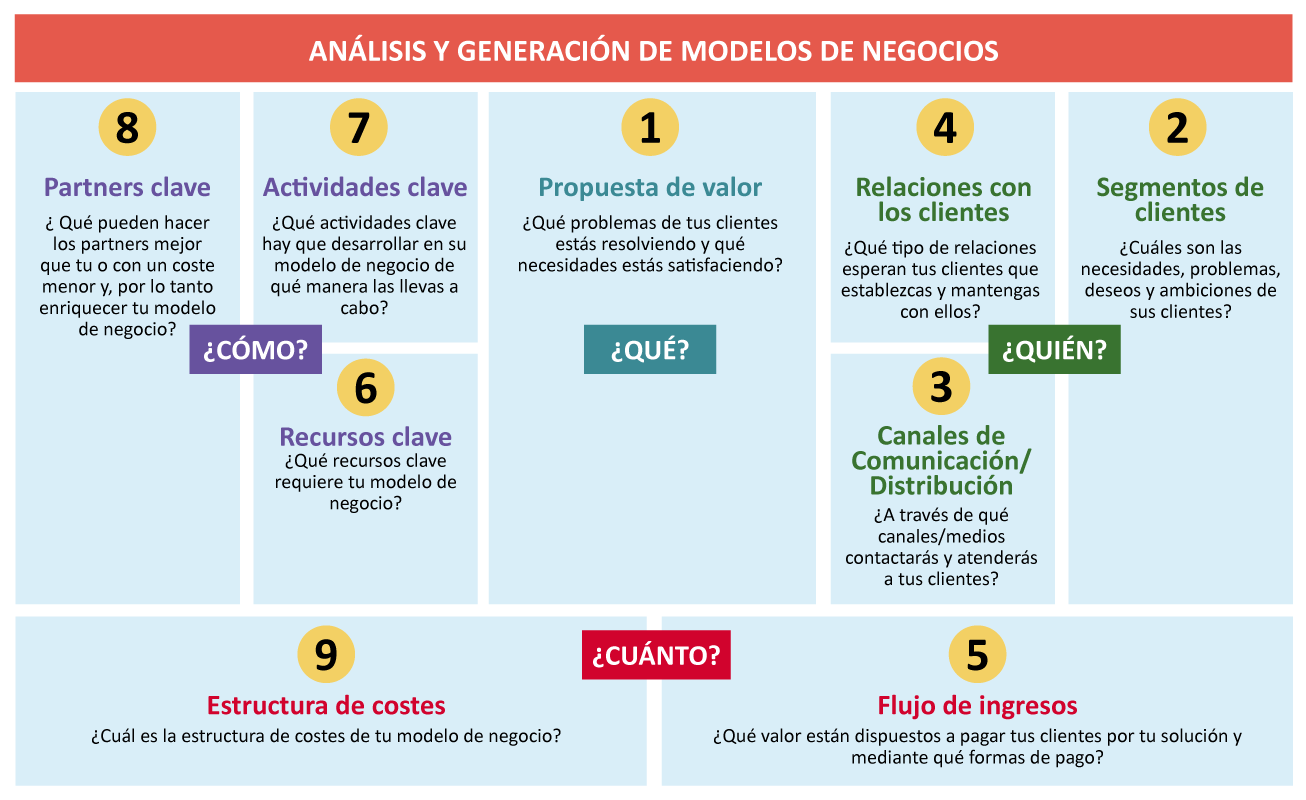 ANÁLISIS Y GENERACIÓN DE MODELOS DE NEGOCIOS
8
Partners clave
¿ Qué pueden hacer
los partners mejor
que tu o con un coste
menor y, por lo tanto
enriquecer tu modelo
de negocio?
7
Actividades clave
¿Qué actividades clave
hay que desarrollar en su
modelo de negocio de
qué manera las llevas a
cabo?
¿CÓMO?
6
Recursos clave
¿Qué recursos clave
requiere tu modelo de
negocio?
1
Propuesta de valor
¿Qué problemas de tus clientes
estás resolviendo y qué
necesidades estás satisfaciendo?
¿QUÉ?
4
Relaciones con
los clientes
¿Qué tipo de relaciones
esperan tus clientes que
establezcas y mantengas
con ellos?
2
Segmentos de
clientes
¿Cuáles son las
necesidades, problemas,
deseos y ambiciones de
sus clientes?
¿QUIÉN?
3
Canales de
Comunicación/
Distribución
¿A través de qué
canales/medios
contactarás y atenderás
a tus clientes?
9
Estructura de costes
¿Cuál es la estructura de costes de tu modelo de negocio?
¿CUÁNTO?
5
Flujo de ingresos
¿Qué valor están dispuestos a pagar tus clientes por tu solución y
mediante qué formas de pago?